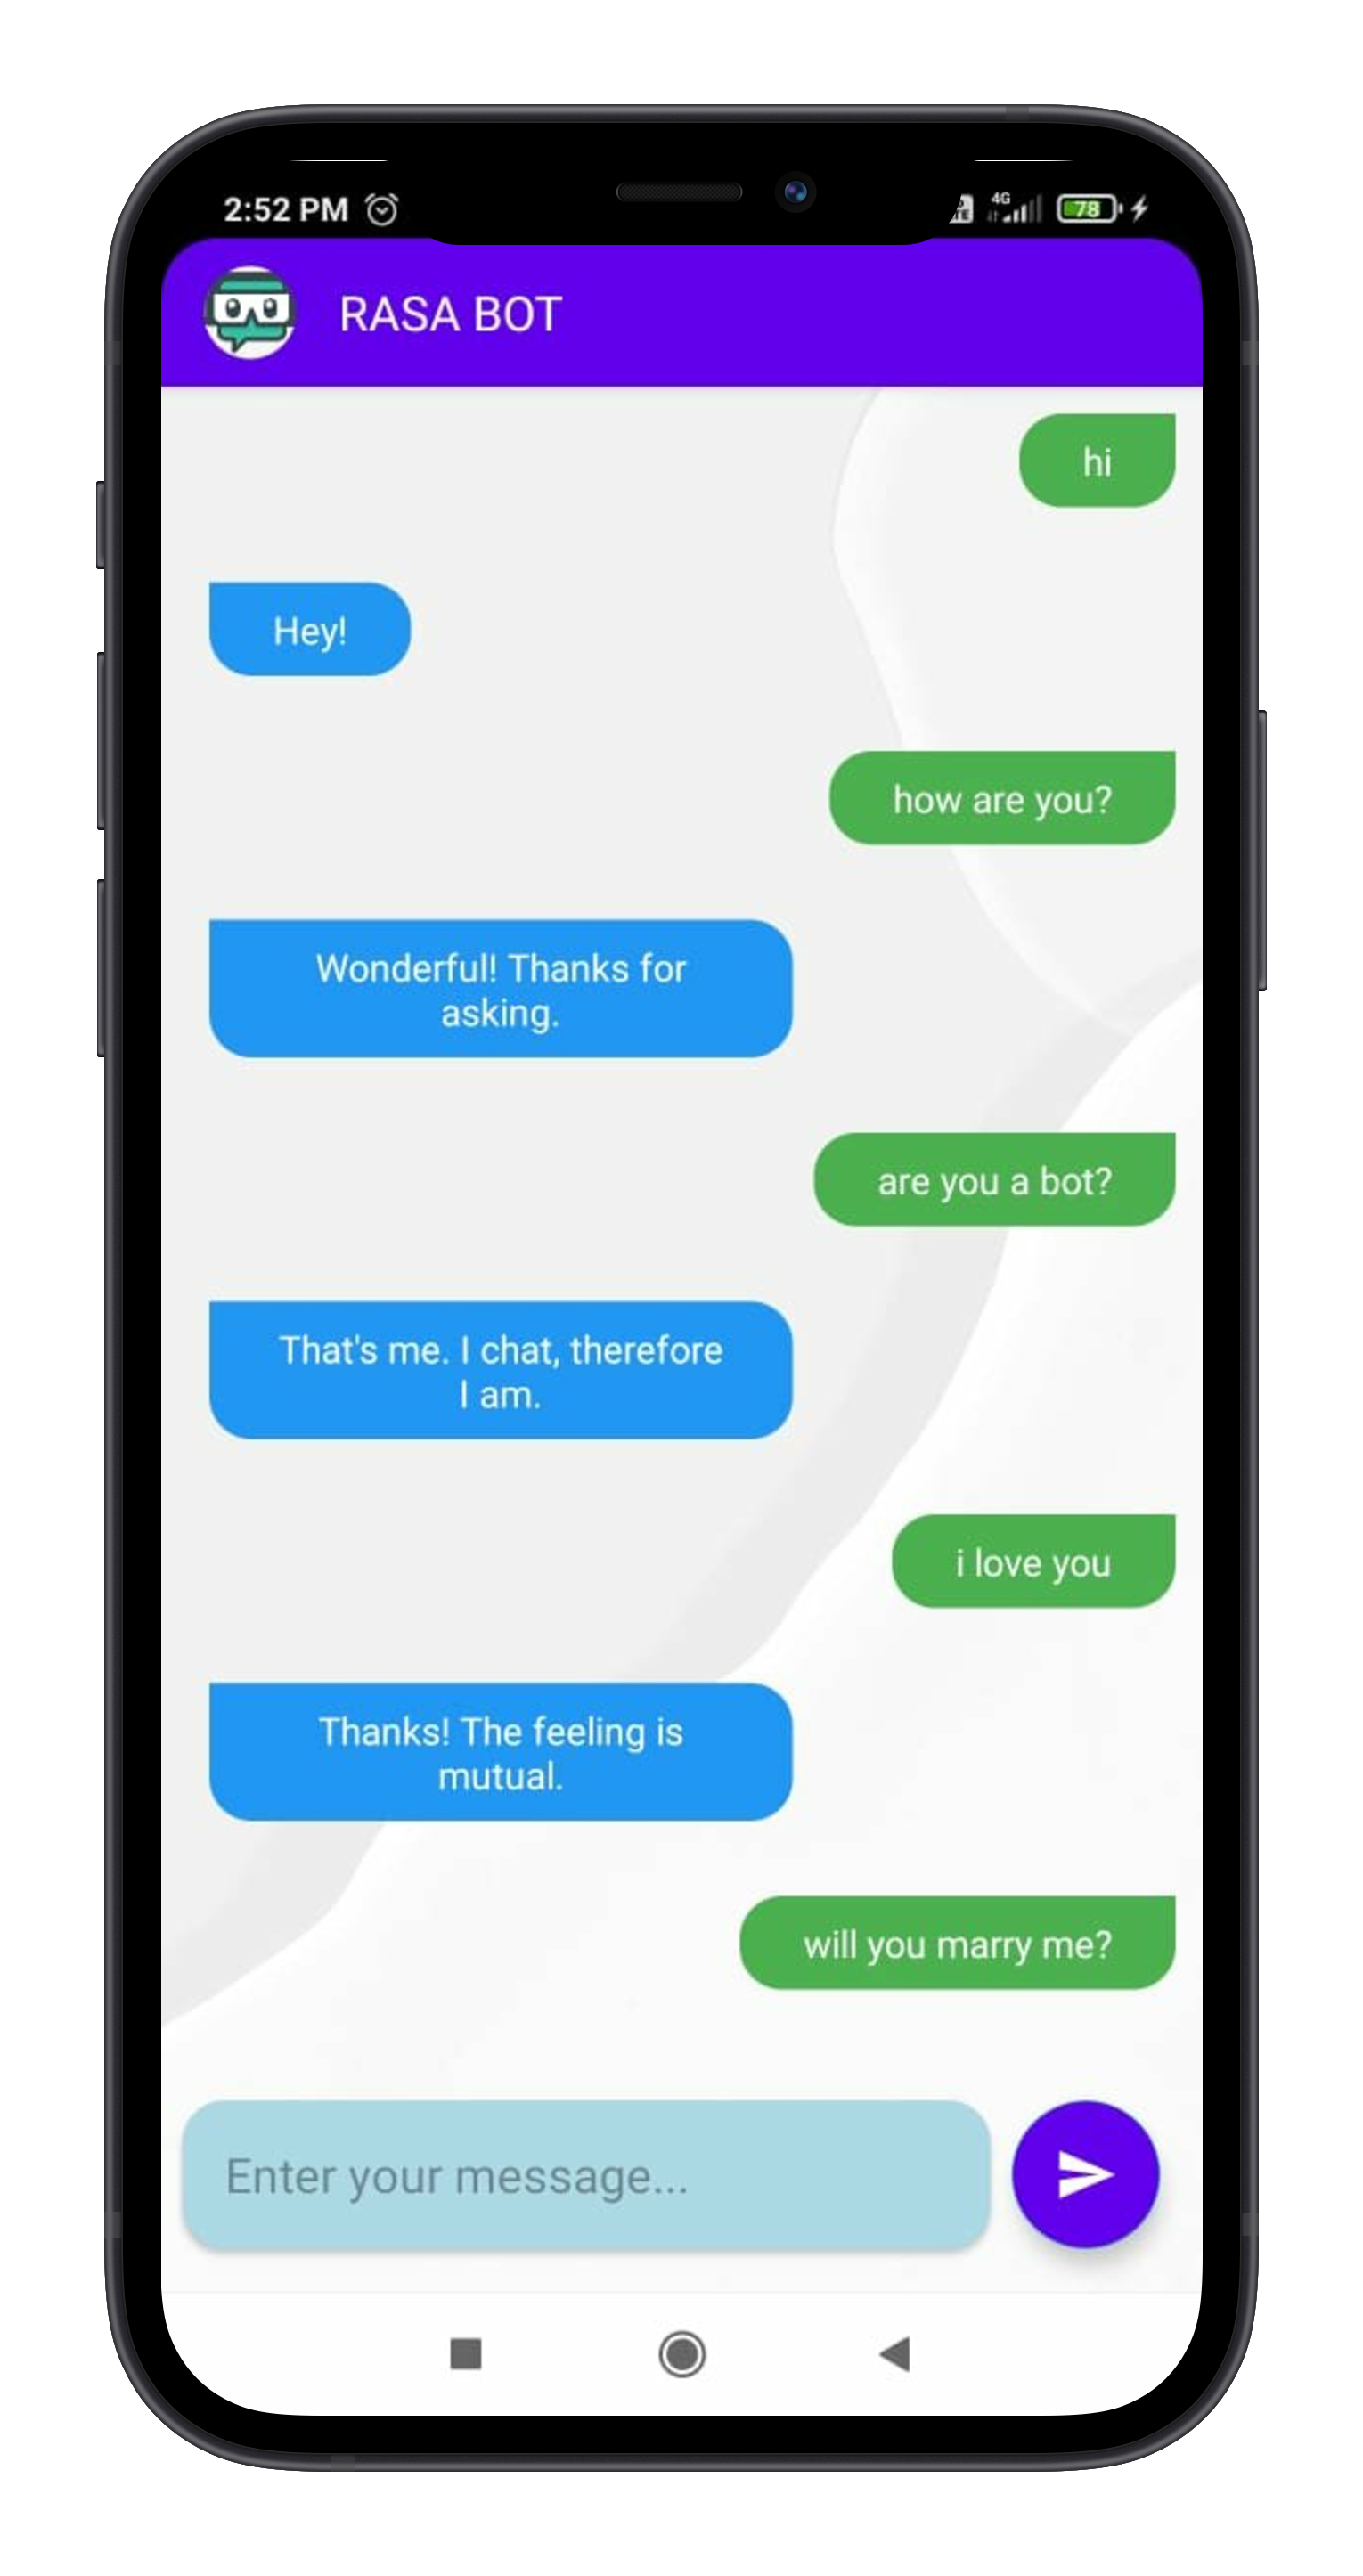 2:52 PM
4G
78
RASA BOT
hi
Hey!
how are you?
Wonderful! Thanks for
asking.
are you a bot?
That's me. I chat, therefore
I am.
i love you
Thanks! The feeling is
mutual.
will you marry me?
Enter your message...